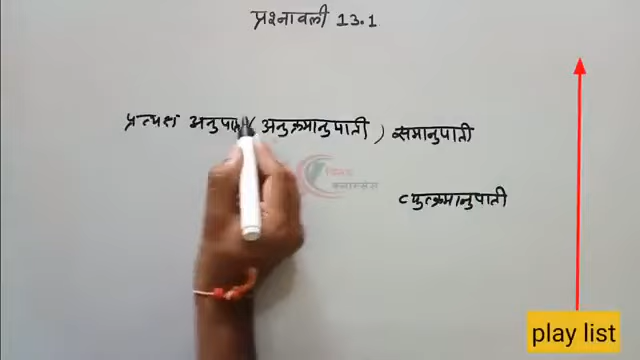 प्रश्नावली 13.1
प्रत्यक्ष अनुपात ( अनुक्रमानुपाती ) समानुपाती
व्युत्क्रमानुपाती
play list